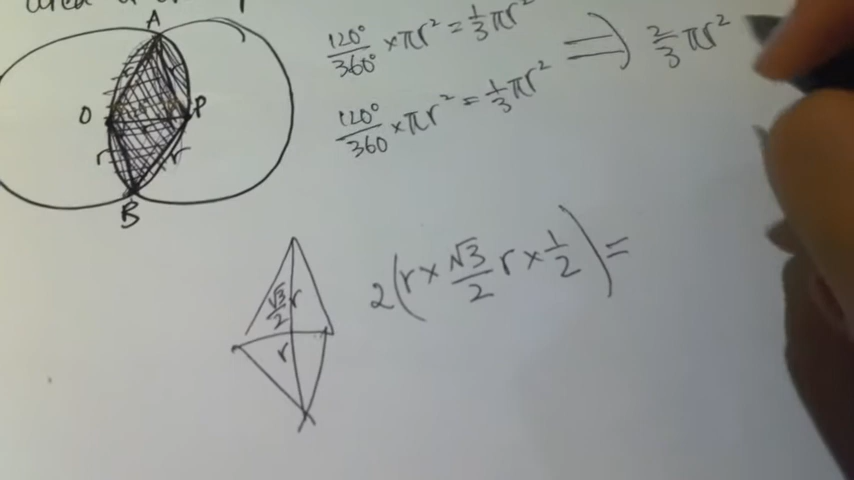 area
A
120°/360° × πr² = 1/3 πr²
⟹ 2/3 πr²
O P
120°/360 × πr² = 1/3 πr²
r r
B
√3/2 r
2(r × √3/2 r × 1/2) =
r